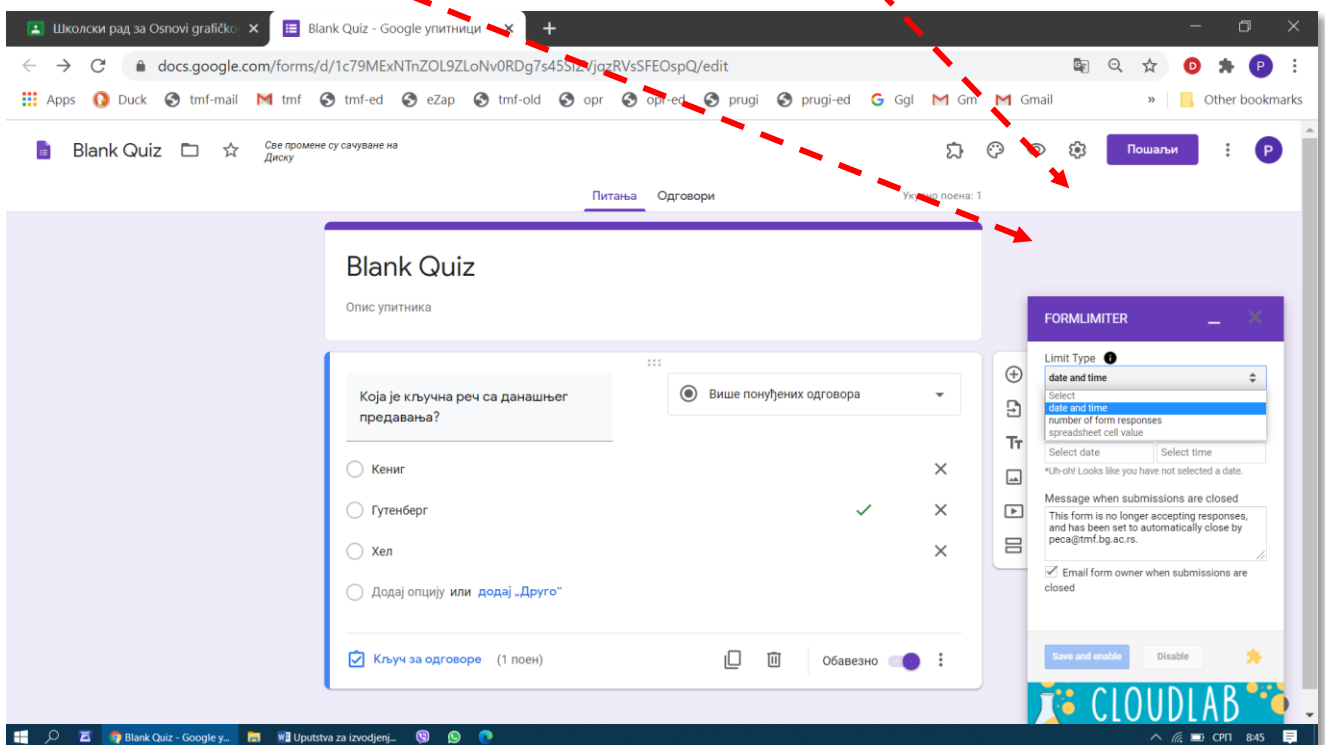 Школски рад за Osnovi grafičko
Blank Quiz - Google упитници
docs.google.com/forms/d/
/edit
Apps Duck tmf-mail tmf tmf-ed eZap tmf-old opr opr-ed prugi prugi-ed Ggl Gm Gmail » Other bookmarks
Blank Quiz
Све промене су сачуване на
Диску
Пошаљи
P
Питања Одговори
Укупно поена: 1
Blank Quiz
Опис упитника
Која је кључна реч са данашњег
предавања?
Више понуђених одговора
Кениг
Гутенберг
Хел
Додај опцију или додај „Друго“
Кључ за одговоре (1 поен)
Обавезно
FORMLIMITER
Limit Type
date and time
Select
date and time
number of form responses
spreadsheet cell value
Select date Select time
*Uh-oh! Looks like you have not selected a date.
Message when submissions are closed
This form is no longer accepting responses,
and has been set to automatically close by
peca@tmf.bg.ac.rs.
Email form owner when submissions are
closed
Save and enable Disable
CLOUDLAB
Blank Quiz - Google y... Uputstva za izvodjenj...
СРП 8:45